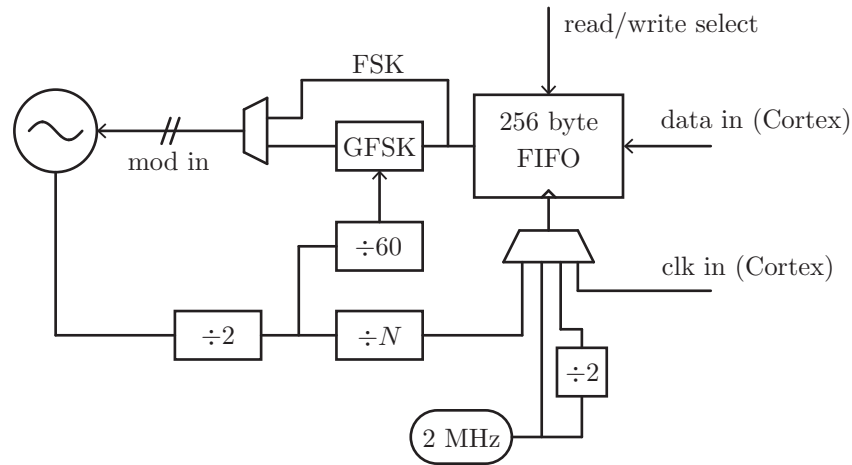 read/write select
FSK
256 byte
FIFO
data in (Cortex)
mod in
GFSK
÷60
clk in (Cortex)
÷2
÷N
÷2
2 MHz